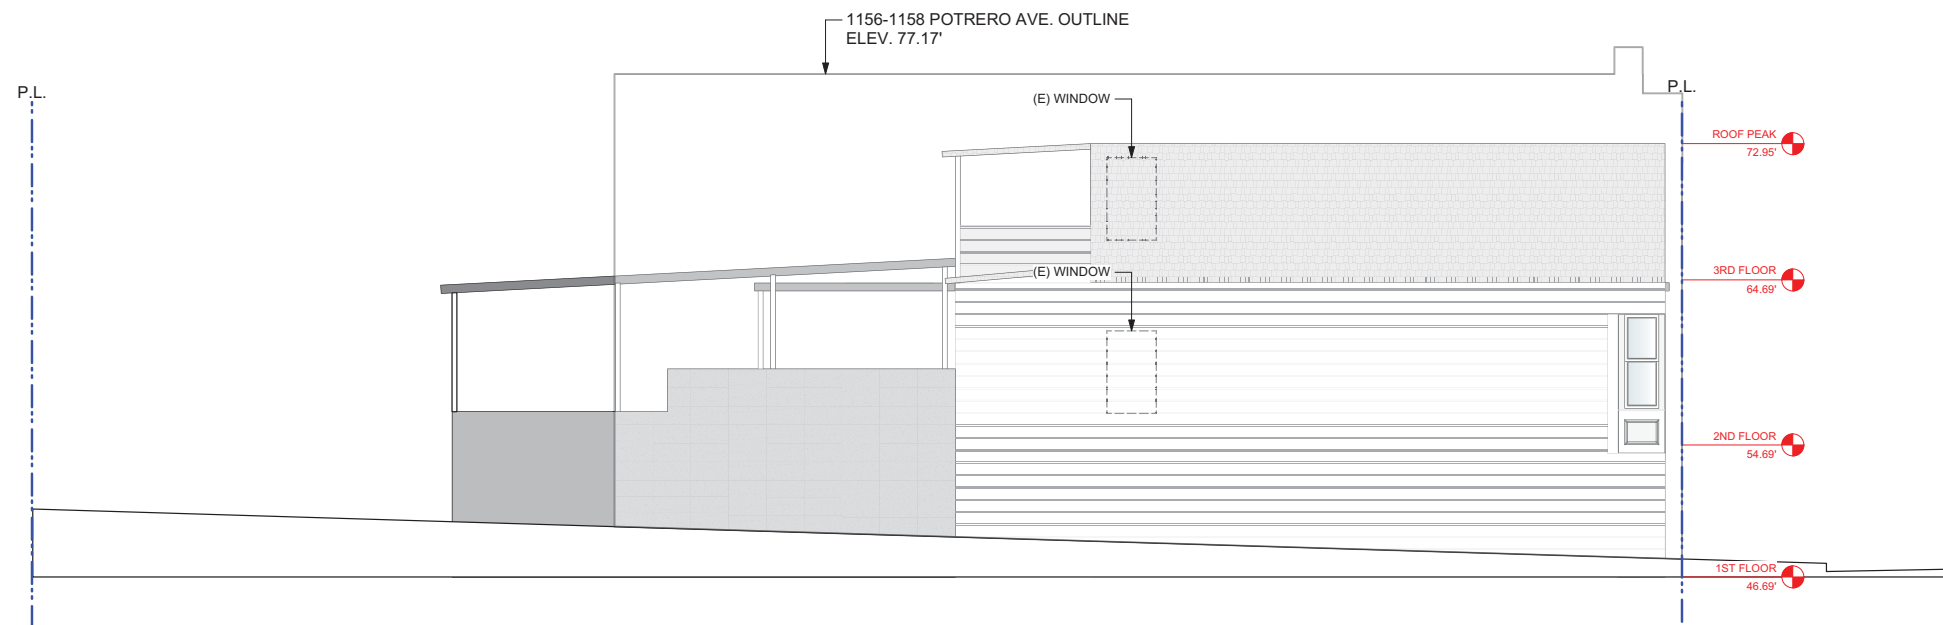 1156-1158 POTRERO AVE. OUTLINE
ELEV. 77.17'
P.L.
P.L.
(E) WINDOW
ROOF PEAK
72.95'
(E) WINDOW
3RD FLOOR
64.69'
2ND FLOOR
54.69'
1ST FLOOR
46.69'